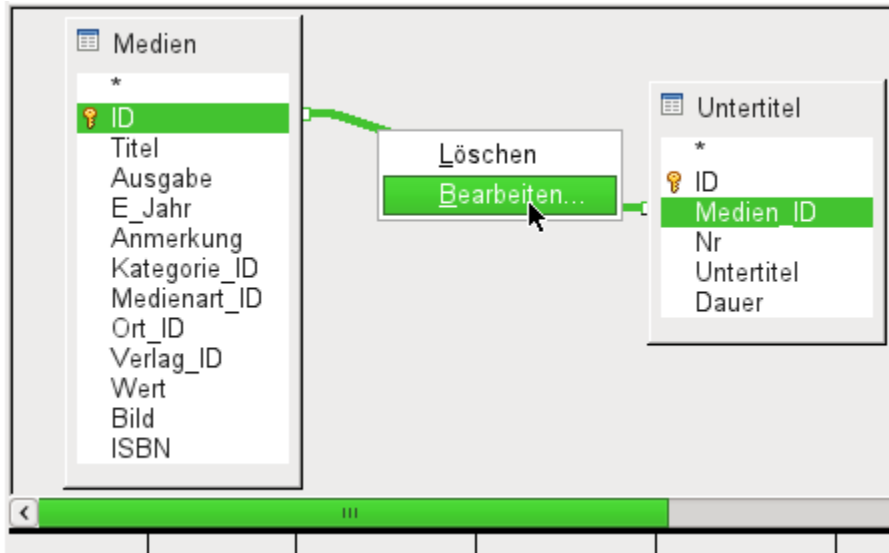 Medien
*
ID
Titel
Ausgabe
E_Jahr
Anmerkung
Kategorie_ID
Medienart_ID
Ort_ID
Verlag_ID
Wert
Bild
ISBN
Löschen
Bearbeiten...
Untertitel
*
ID
Medien_ID
Nr
Untertitel
Dauer